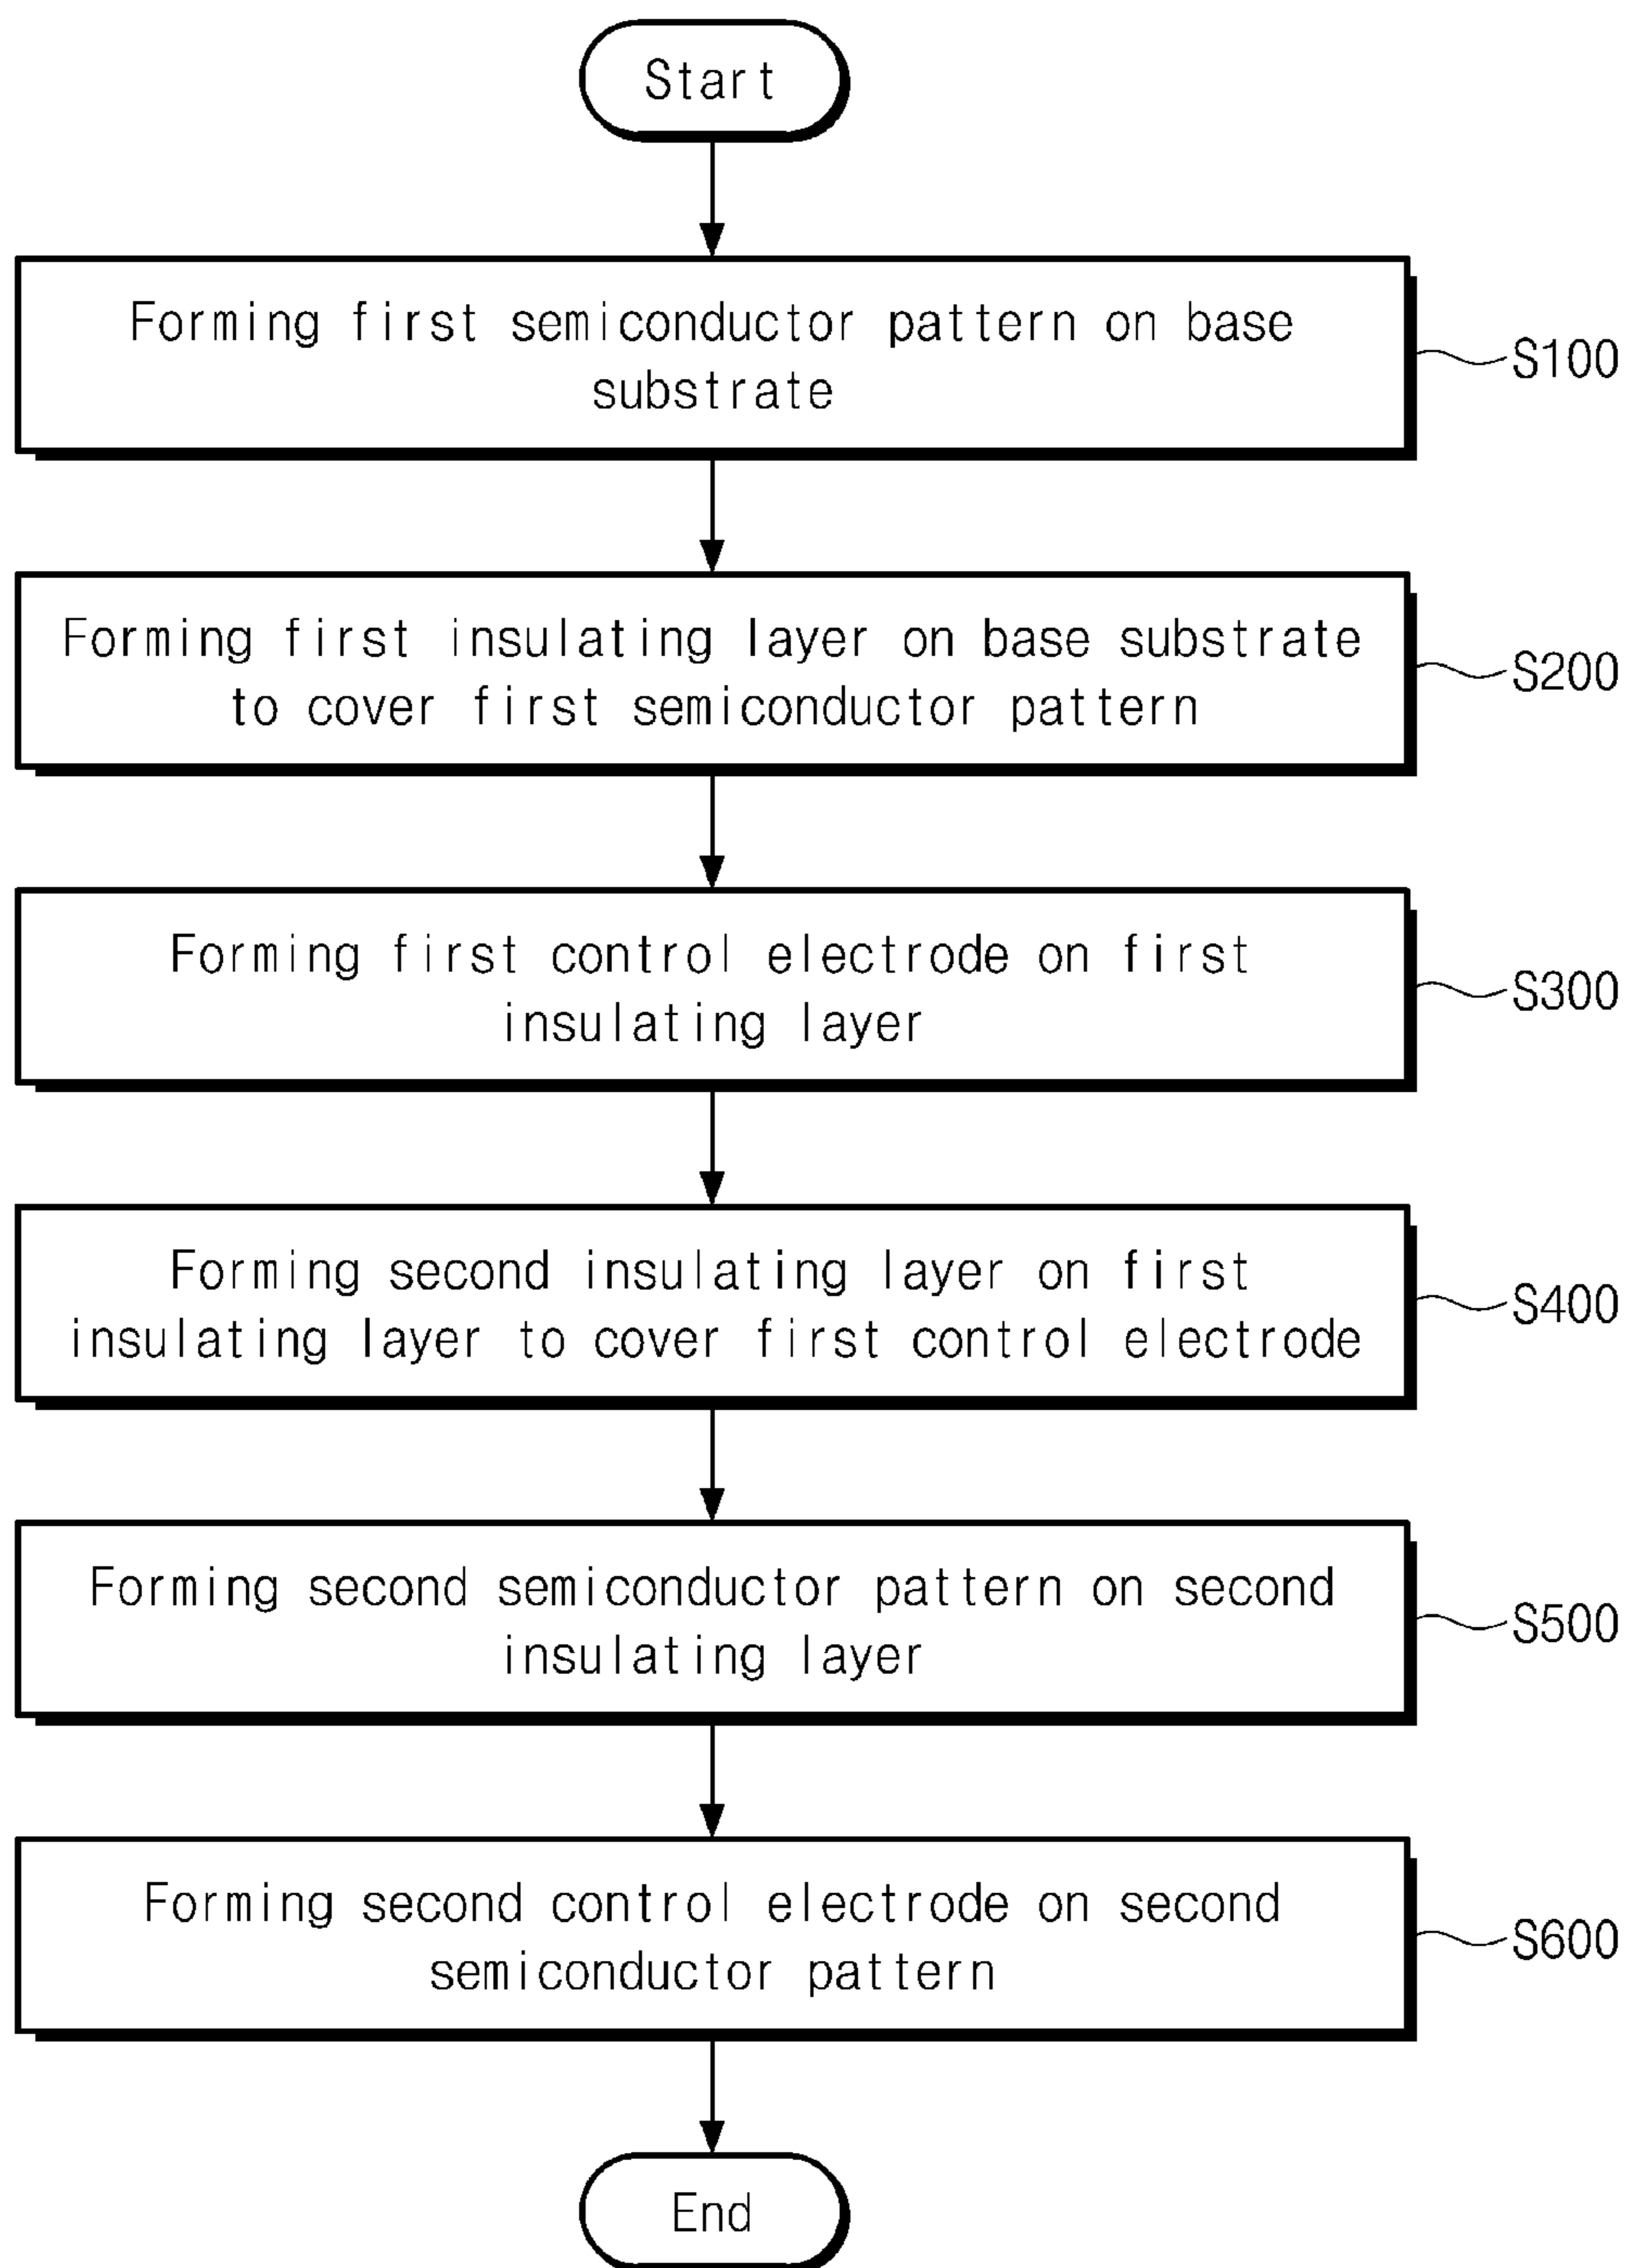 Start
Forming first semiconductor pattern on base
substrate
S100
Forming first insulating layer on base substrate
to cover first semiconductor pattern
S200
Forming first control electrode on first
insulating layer
S300
Forming second insulating layer on first
insulating layer to cover first control electrode
S400
Forming second semiconductor pattern on second
insulating layer
S500
Forming second control electrode on second
semiconductor pattern
S600
End